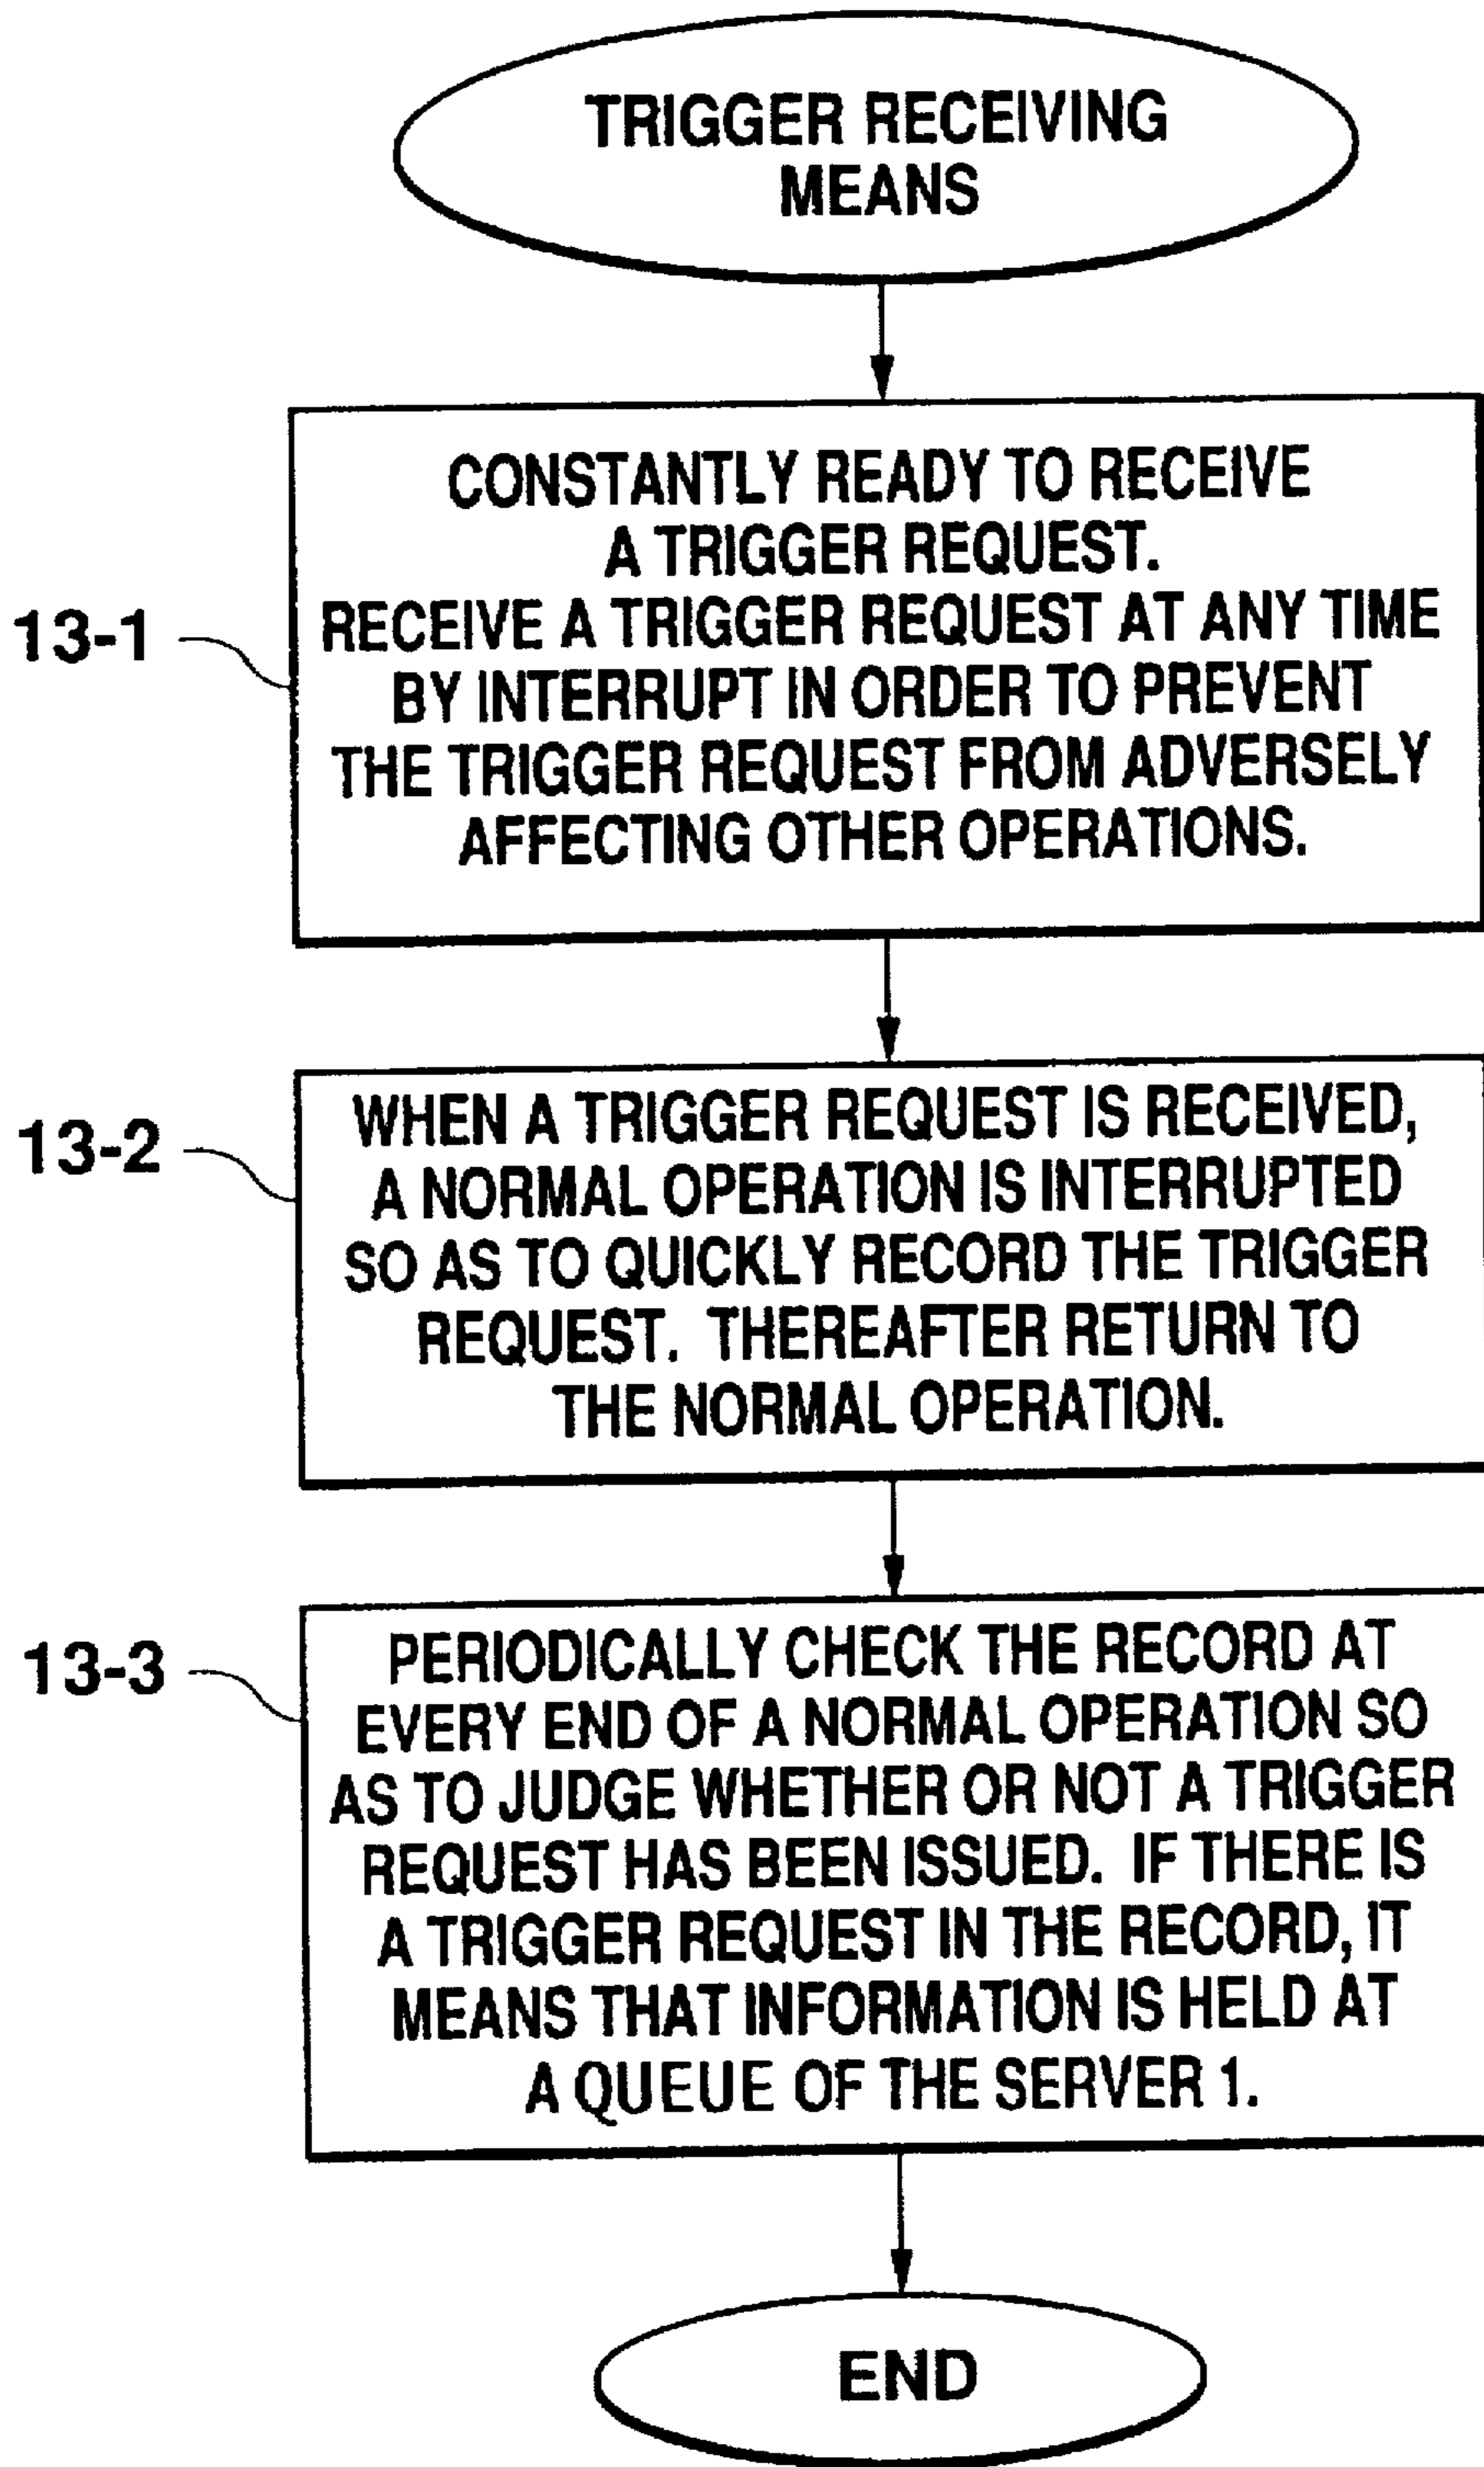 TRIGGER RECEIVING
MEANS
13-1
CONSTANTLY READY TO RECEIVE
A TRIGGER REQUEST.
RECEIVE A TRIGGER REQUEST AT ANY TIME
BY INTERRUPT IN ORDER TO PREVENT
THE TRIGGER REQUEST FROM ADVERSELY
AFFECTING OTHER OPERATIONS.
13-2
WHEN A TRIGGER REQUEST IS RECEIVED,
A NORMAL OPERATION IS INTERRUPTED
SO AS TO QUICKLY RECORD THE TRIGGER
REQUEST. THEREAFTER RETURN TO
THE NORMAL OPERATION.
13-3
PERIODICALLY CHECK THE RECORD AT
EVERY END OF A NORMAL OPERATION SO
AS TO JUDGE WHETHER OR NOT A TRIGGER
REQUEST HAS BEEN ISSUED. IF THERE IS
A TRIGGER REQUEST IN THE RECORD, IT
MEANS THAT INFORMATION IS HELD AT
A QUEUE OF THE SERVER 1.
END